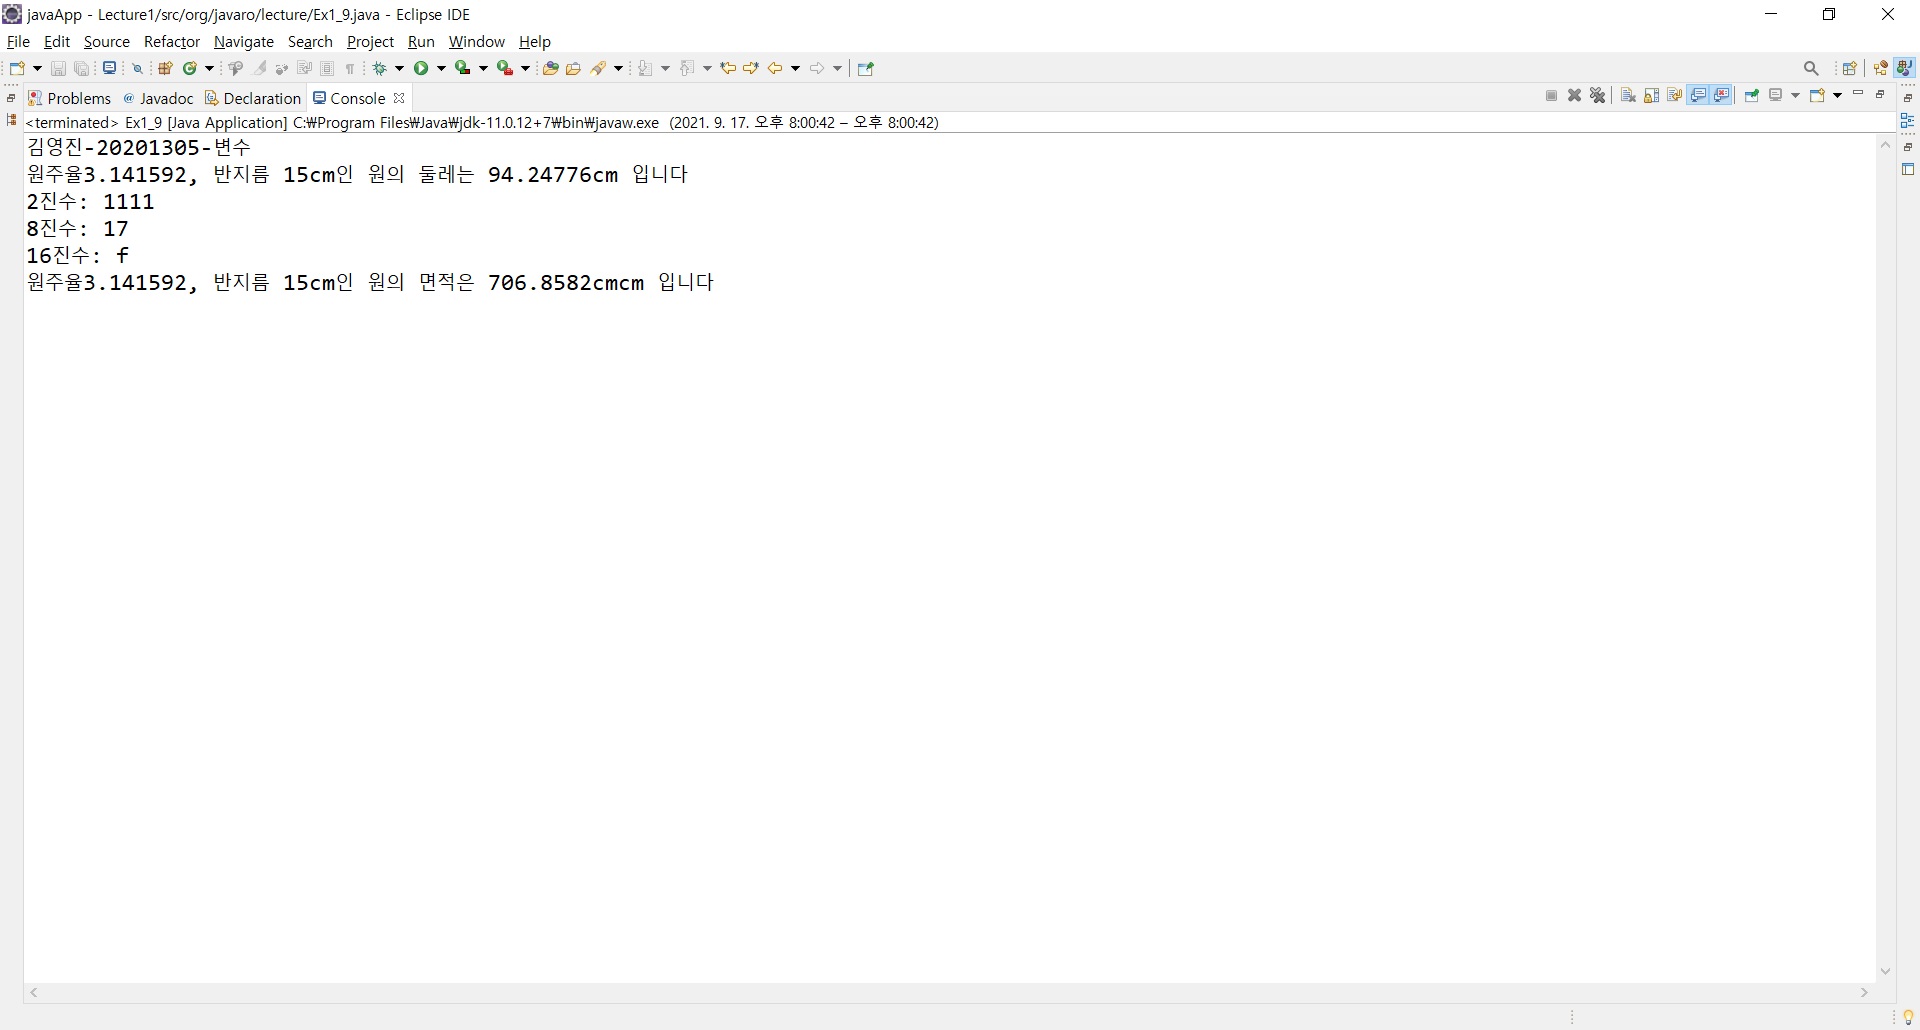 javaApp - Lecture1/src/org/javaro/lecture/Ex1_9.java - Eclipse IDE
File Edit Source Refactor Navigate Search Project Run Window Help
Problems @ Javadoc Declaration Console
<terminated> Ex1_9 [Java Application] C:₩Program Files₩Java₩jdk-11.0.12+7₩bin₩javaw.exe (2021. 9. 17. 오후 8:00:42 – 오후 8:00:42)
김영진-20201305-변수
원주율3.141592, 반지름 15cm인 원의 둘레는 94.24776cm 입니다
2진수: 1111
8진수: 17
16진수: f
원주율3.141592, 반지름 15cm인 원의 면적은 706.8582cmcm 입니다